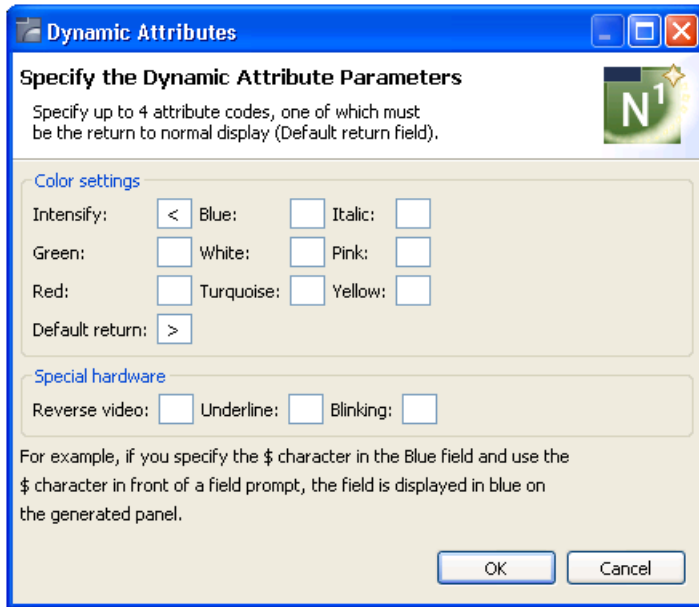 Dynamic Attributes
Specify the Dynamic Attribute Parameters
Specify up to 4 attribute codes, one of which must
be the return to normal display (Default return field).
N1
Color settings
Intensify: < Blue: Italic:
Green: White: Pink:
Red: Turquoise: Yellow:
Default return: >
Special hardware
Reverse video: Underline: Blinking:
For example, if you specify the $ character in the Blue field and use the
$ character in front of a field prompt, the field is displayed in blue on
the generated panel.
OK Cancel